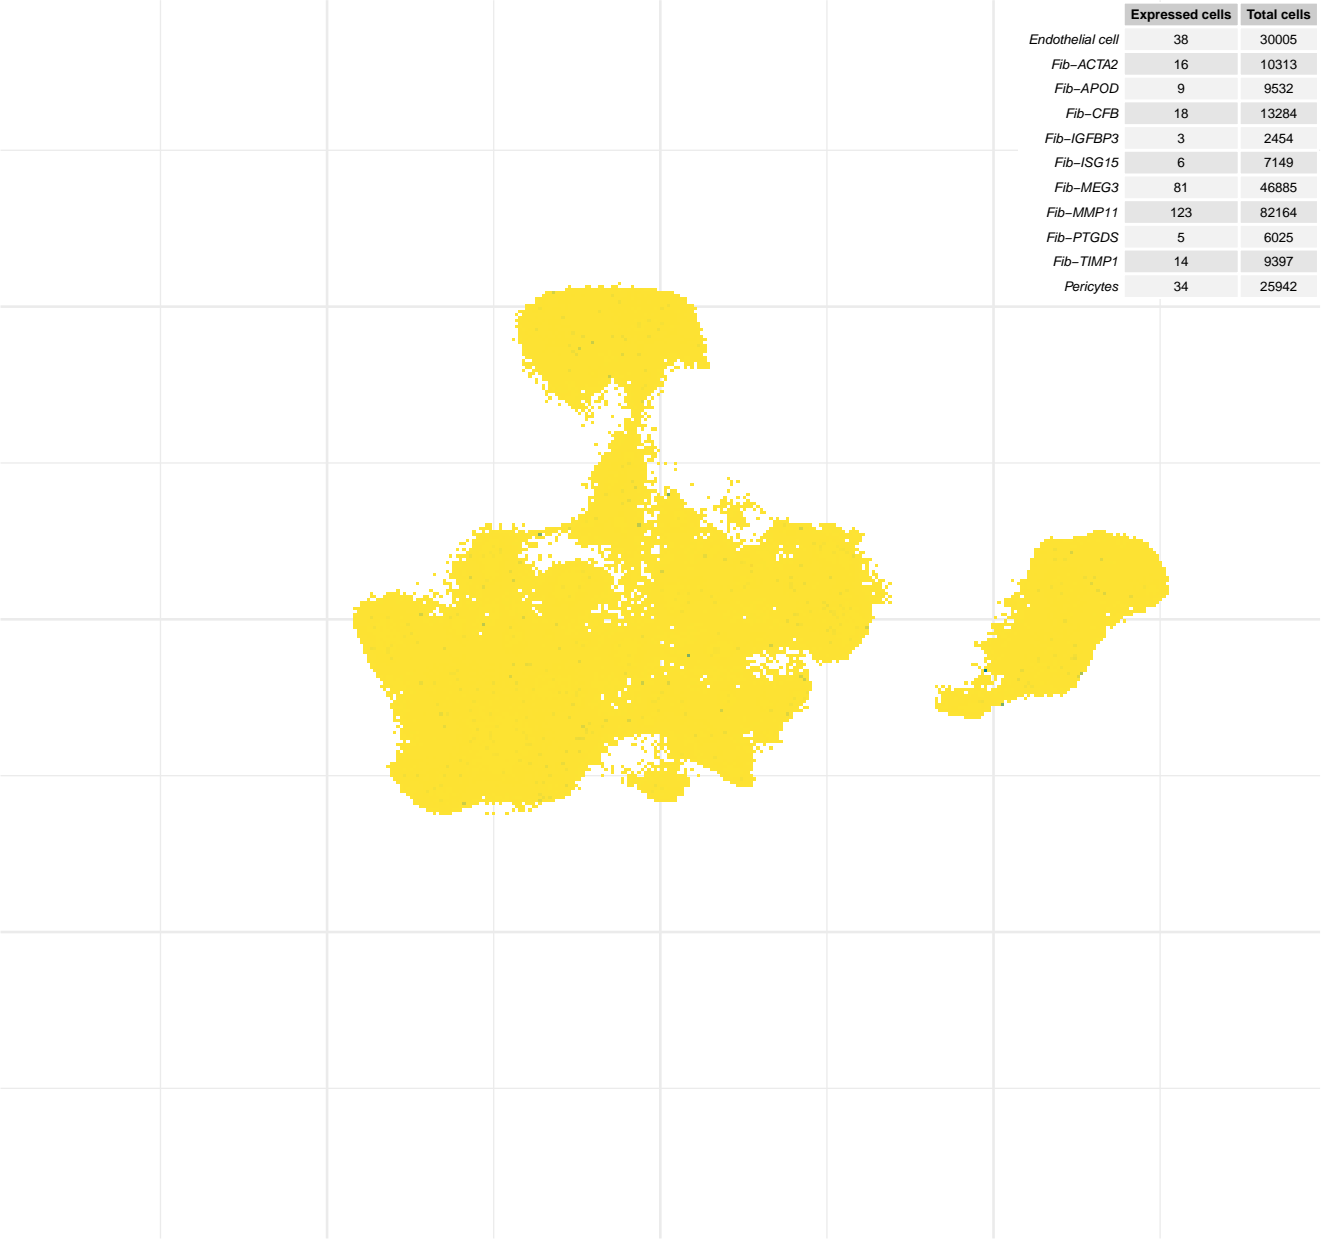 Expressed cells Total cells
Endothelial cell 38 30005
Fib−ACTA2 16 10313
Fib−APOD 9 9532
Fib−CFB 18 13284
Fib−IGFBP3 3 2454
Fib−ISG15 6 7149
Fib−MEG3 81 46885
Fib−MMP11 123 82164
Fib−PTGDS 5 6025
Fib−TIMP1 14 9397
Pericytes 34 25942